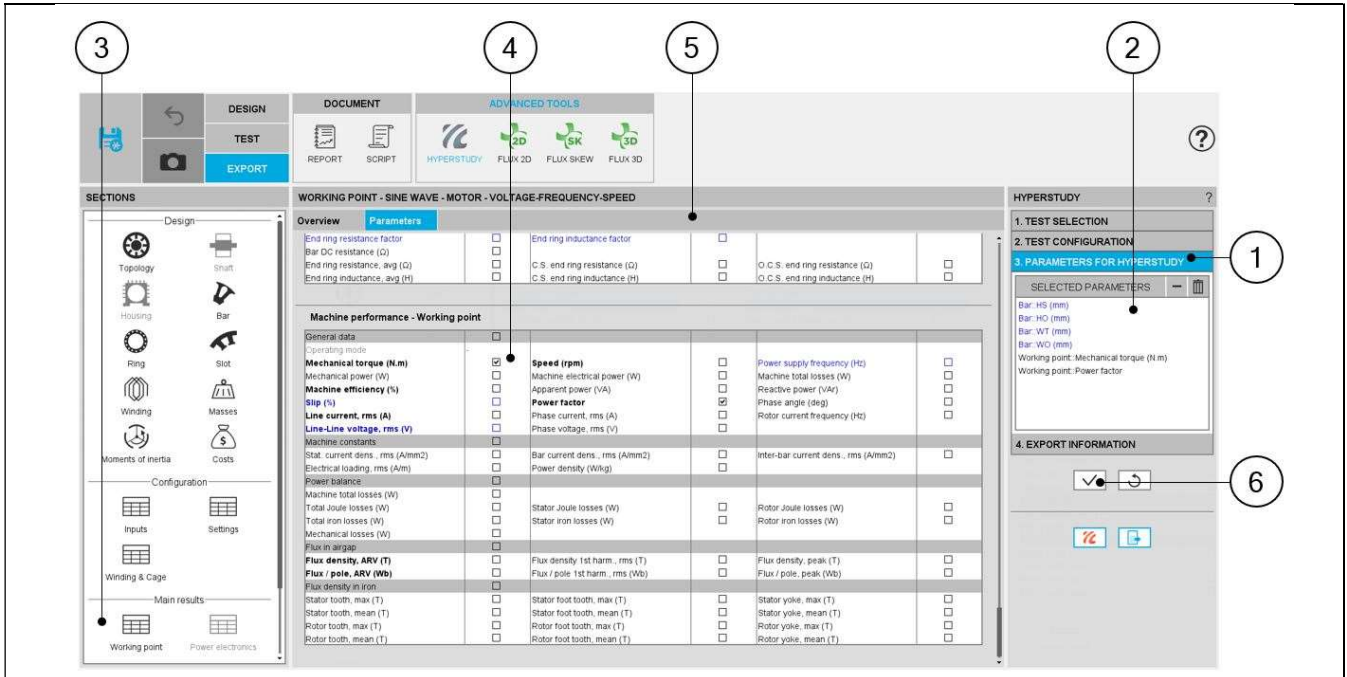 3
4
5
2
DESIGN
TEST
EXPORT
DOCUMENT
REPORT
SCRIPT
ADVANCED TOOLS
HYPERSTUDY
2D
FLUX 2D
SK
FLUX SKEW
3D
FLUX 3D
?
SECTIONS
Design
Topology
Shaft
Housing
Bar
Ring
Slot
Winding
Masses
Moments of inertia
$
Costs
Configuration
Inputs
Settings
Winding & Cage
Main results
Working point
Power electronics
WORKING POINT - SINE WAVE - MOTOR - VOLTAGE-FREQUENCY-SPEED
Overview Parameters
End ring resistance factor End ring inductance factor
Bar DC resistance (Ω)
End ring resistance, avg (Ω) C.S. end ring resistance (Ω) O.C.S. end ring resistance (Ω)
End ring inductance, avg (H) C.S. end ring inductance (H) O.C.S. end ring inductance (H)
Machine performance - Working point
General data
Operating mode -
Mechanical torque (N.m) Speed (rpm) Power supply frequency (Hz)
Mechanical power (W) Machine electrical power (W) Machine total losses (W)
Machine efficiency (%) Apparent power (VA) Reactive power (VAr)
Slip (%) Power factor Phase angle (deg)
Line current, rms (A) Phase current, rms (A) Rotor current frequency (Hz)
Line-Line voltage, rms (V) Phase voltage, rms (V)
Machine constants
Stat. current dens., rms (A/mm2) Bar current dens., rms (A/mm2) Inter-bar current dens., rms (A/mm2)
Electrical loading, rms (A/m) Power density (W/kg)
Power balance
Machine total losses (W)
Total Joule losses (W) Stator Joule losses (W) Rotor Joule losses (W)
Total iron losses (W) Stator iron losses (W) Rotor iron losses (W)
Mechanical losses (W)
Flux in airgap
Flux density, ARV (T) Flux density 1st harm., rms (T) Flux density, peak (T)
Flux / pole, ARV (Wb) Flux / pole 1st harm., rms (Wb) Flux / pole, peak (Wb)
Flux density in iron
Stator tooth, max (T) Stator foot tooth, max (T) Stator yoke, max (T)
Stator tooth, mean (T) Stator foot tooth, mean (T) Stator yoke, mean (T)
Rotor tooth, max (T) Rotor foot tooth, max (T) Rotor yoke, max (T)
Rotor tooth, mean (T) Rotor foot tooth, mean (T) Rotor yoke, mean (T)
HYPERSTUDY ?
1. TEST SELECTION
2. TEST CONFIGURATION
3. PARAMETERS FOR HYPERSTUDY
1
SELECTED PARAMETERS
Bar: HS (mm)
Bar: HO (mm)
Bar: WT (mm)
Bar: WO (mm)
Working point: Mechanical torque (N.m)
Working point: Power factor
4. EXPORT INFORMATION
6